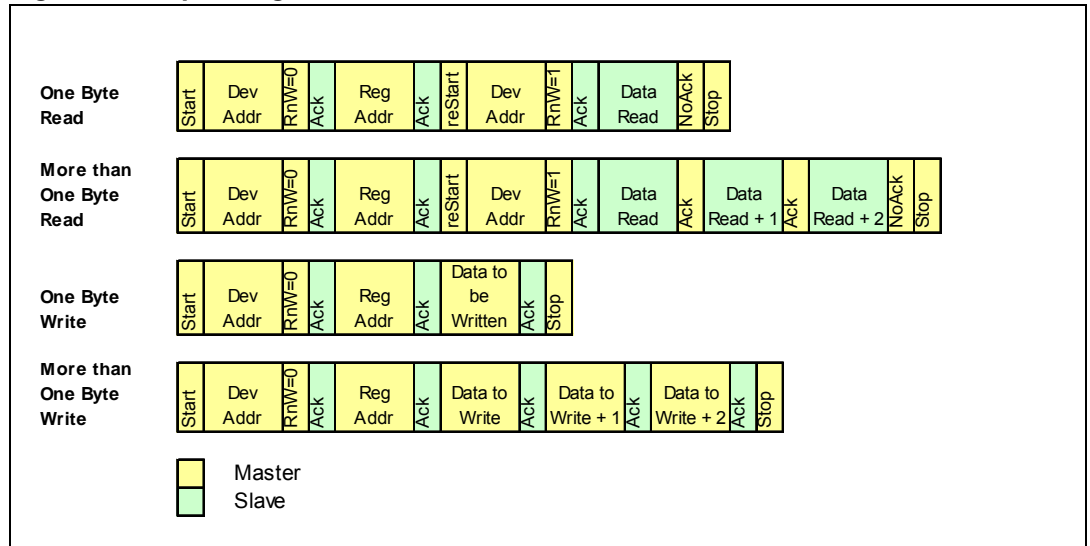 One Byte
Read
Start
Dev
Addr
RnW=0
Ack
Reg
Addr
Ack
reStart
Dev
Addr
RnW=1
Ack
Data
Read
NoAck
Stop
More than
One Byte
Read
Start
Dev
Addr
RnW=0
Ack
Reg
Addr
Ack
reStart
Dev
Addr
RnW=1
Ack
Data
Read
Ack
Data
Read + 1
Ack
Data
Read + 2
NoAck
Stop
One Byte
Write
Start
Dev
Addr
RnW=0
Ack
Reg
Addr
Ack
Data to
be
Written
Ack
Stop
More than
One Byte
Write
Start
Dev
Addr
RnW=0
Ack
Reg
Addr
Ack
Data to
Write
Ack
Data to
Write + 1
Ack
Data to
Write + 2
Ack
Stop
Master
Slave